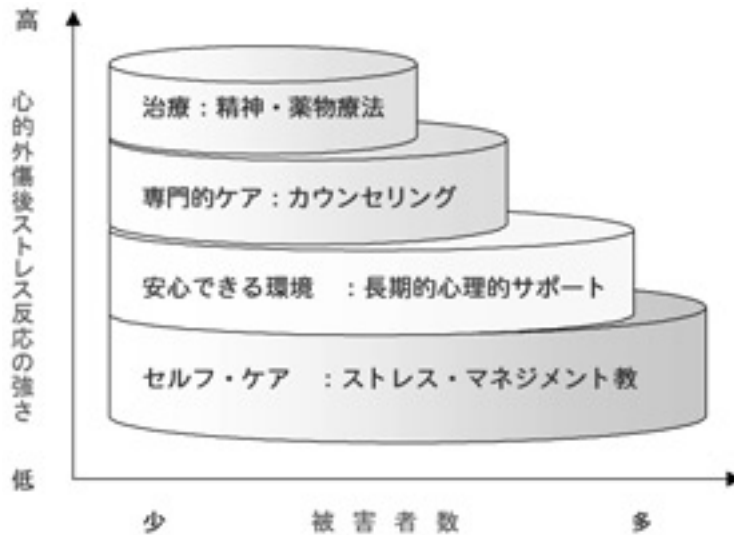 高
心的外傷後ストレス反応の強さ
低
治療：精神・薬物療法
専門的ケア：カウンセリング
安心できる環境　：長期的心理的サポート
セルフ・ケア　：ストレス・マネジメント教
少　被害者数　多